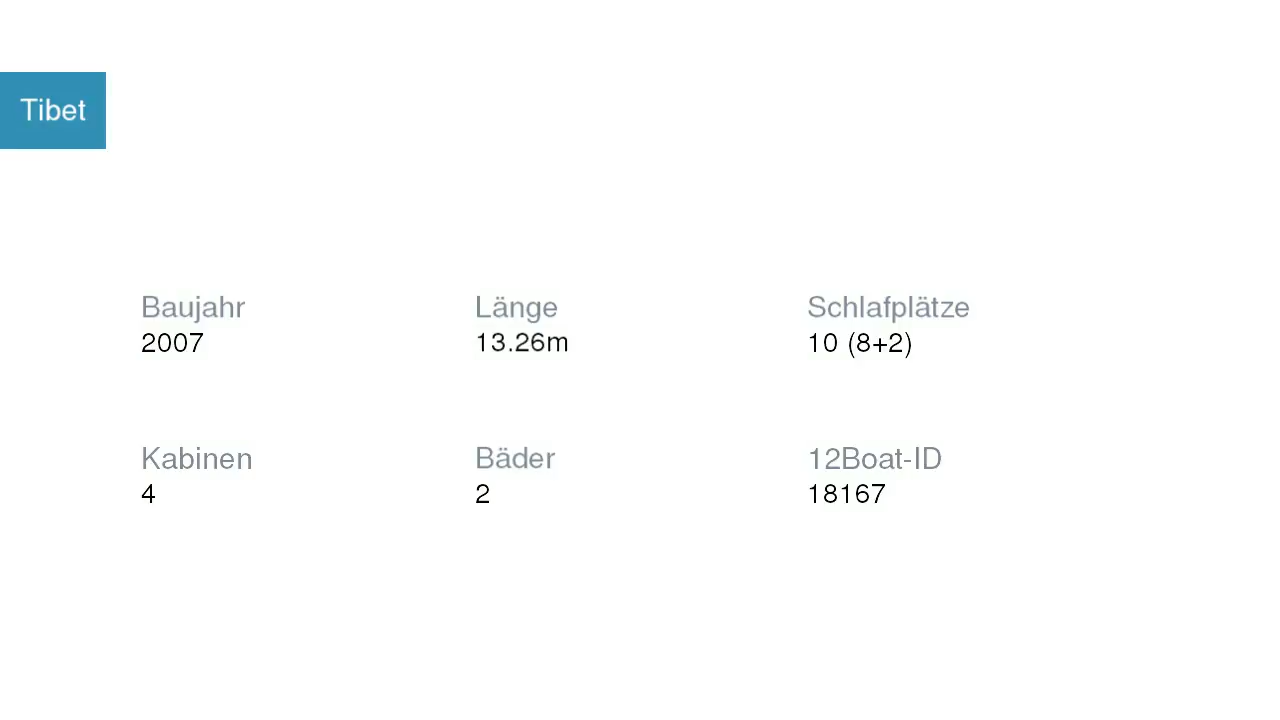 Tibet
Baujahr
2007
Länge
13.26m
Schlafplätze
10 (8+2)
Kabinen
4
Bäder
2
12Boat-ID
18167